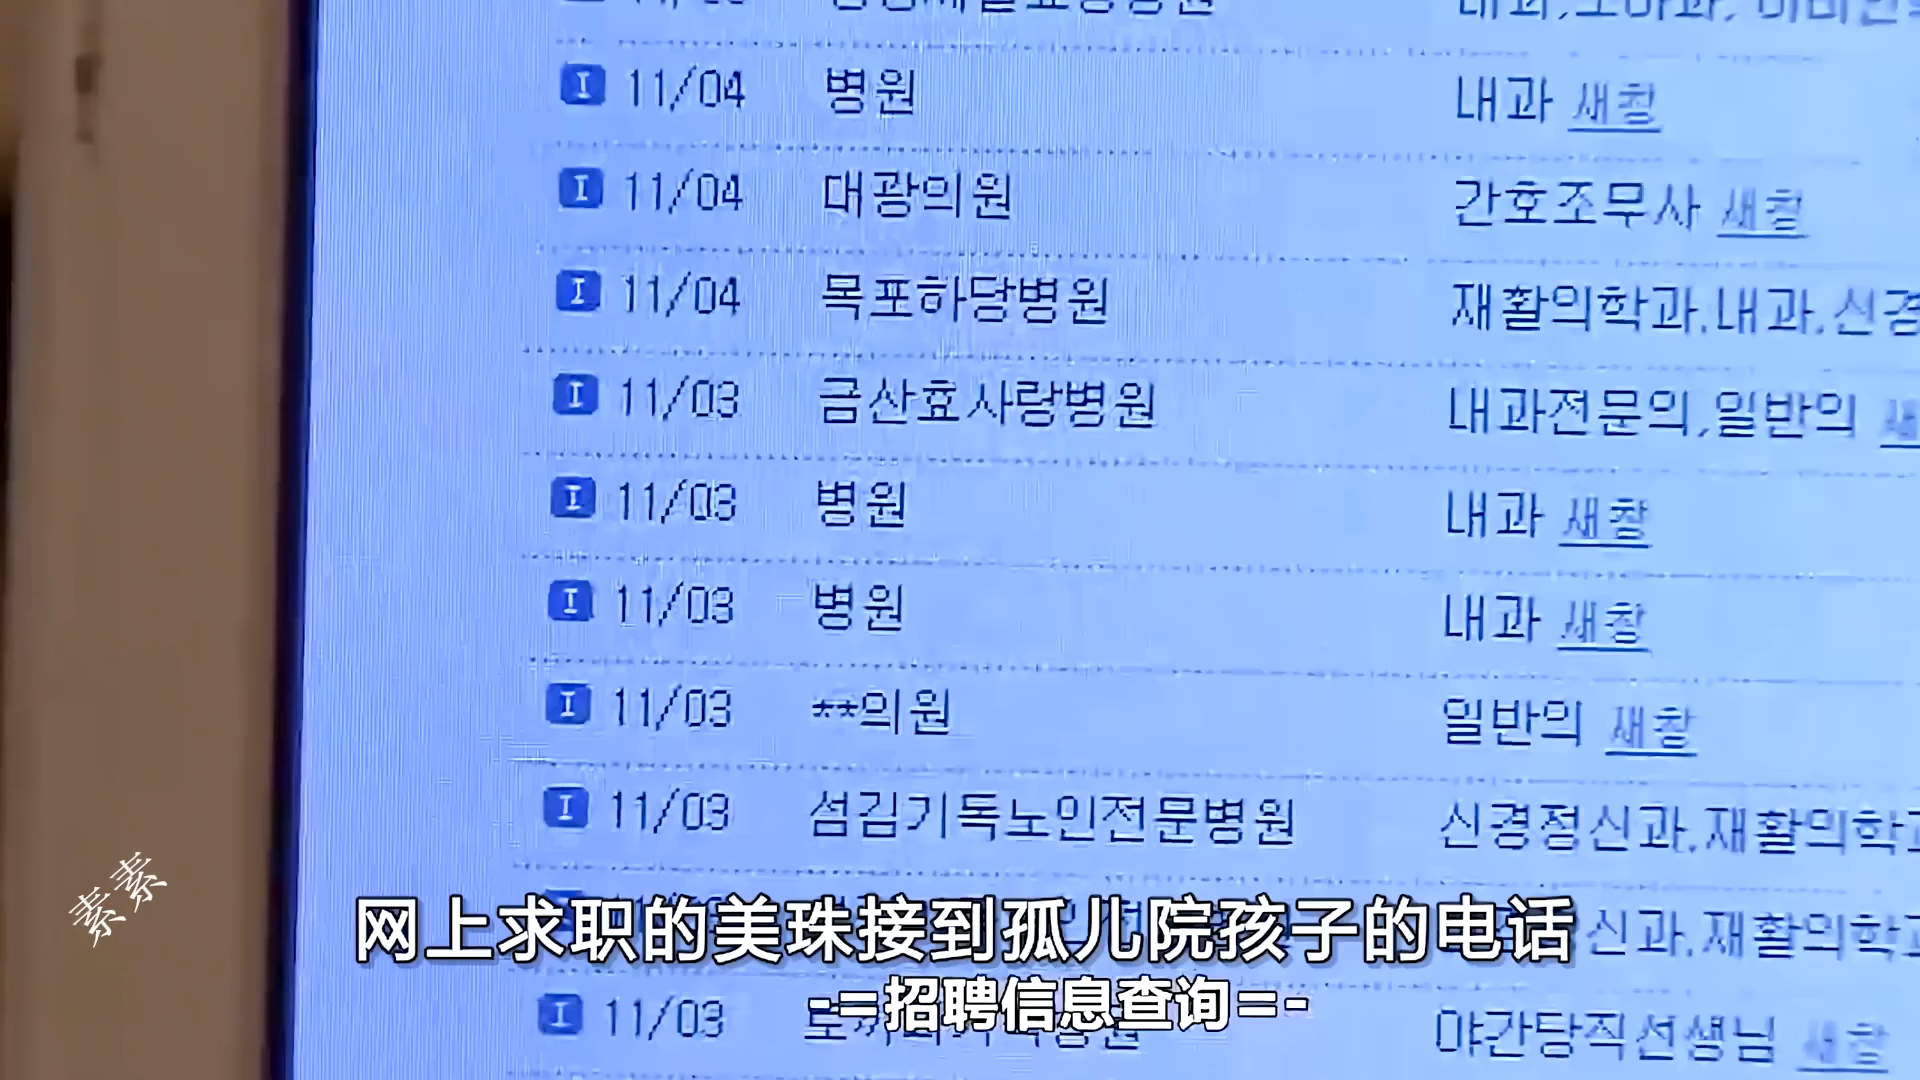 I 11/04 병원 내과 새창
I 11/04 대광의원 간호조무사 새창
I 11/04 목포하당병원 재활의학과,내과,신경
I 11/03 금산효사랑병원 내과전문의,일반의 새
I 11/03 병원 내과 새창
I 11/03 병원 내과 새창
I 11/03 **의원 일반의 새창
I 11/03 섬김기독노인전문병원 신경정신과,재활의학과
素素
网上求职的美珠接到孤儿院孩子的电话
신과,재활의학과
-=招聘信息查询=-
I 11/03 야간당직선생님 새창